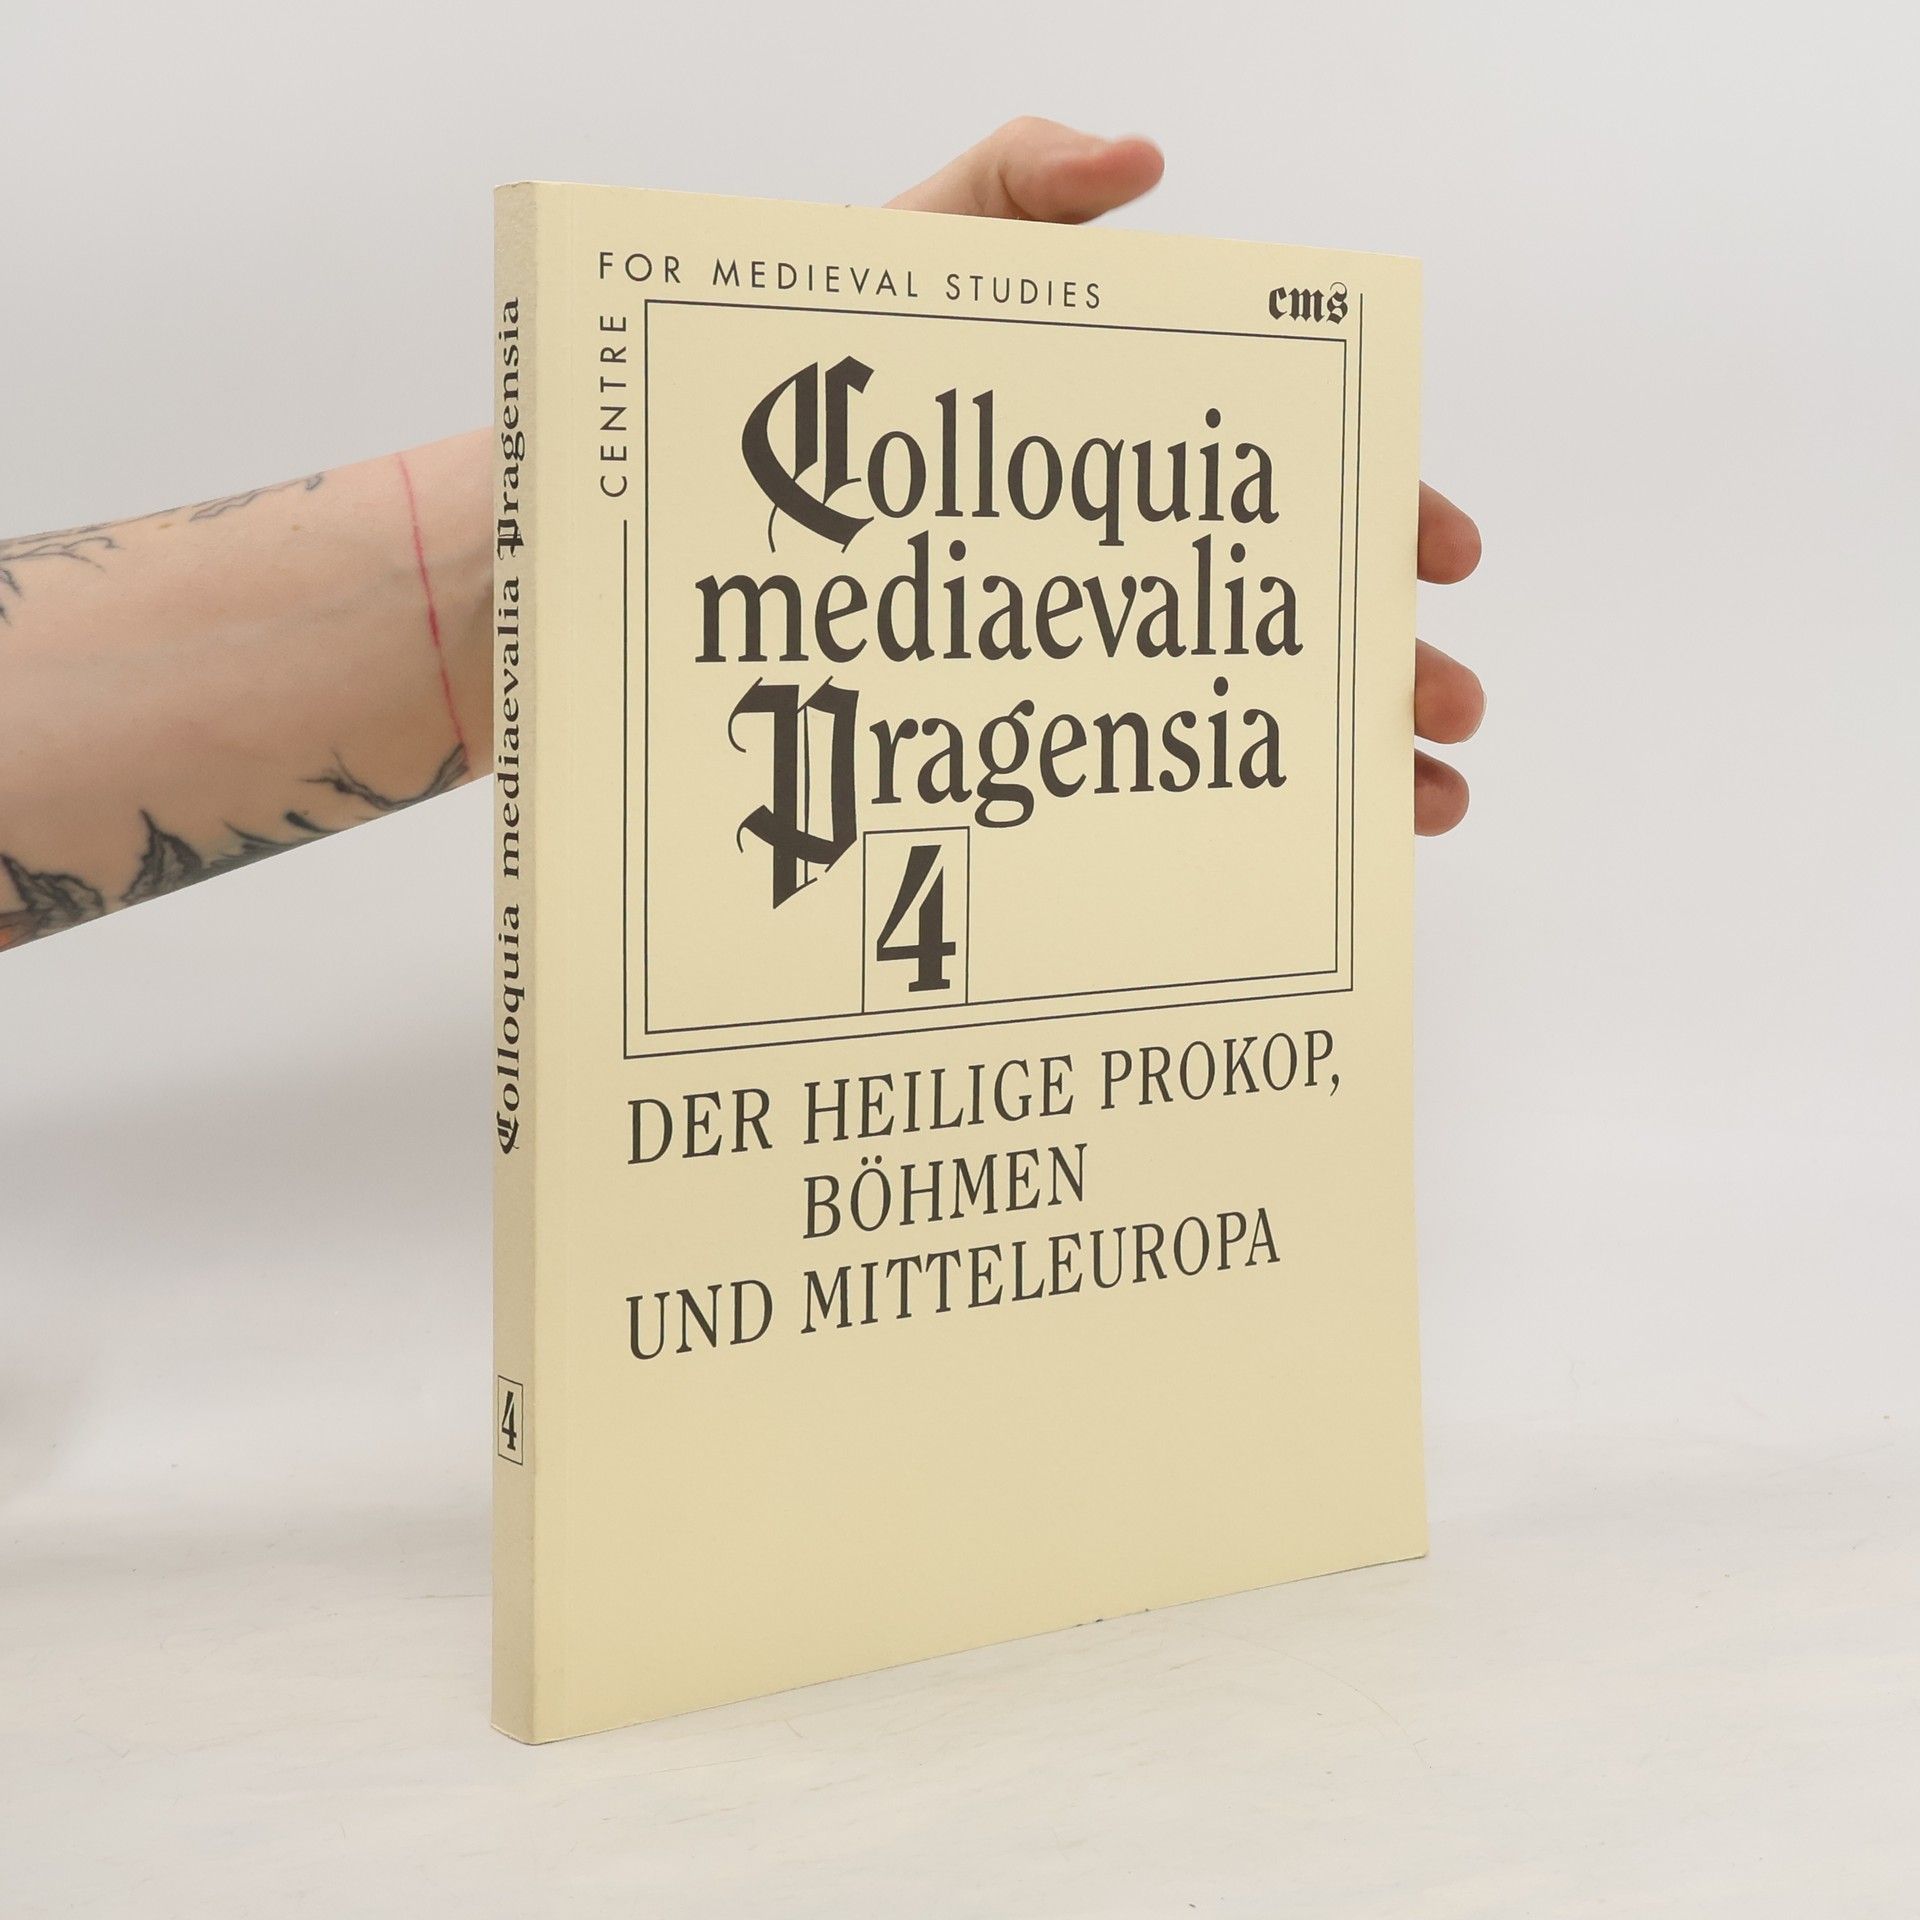 CENTRE FOR MEDIEVAL STUDIES
cms
Colloquia
mediaevalia
Pragensia
4
DER HEILIGE PROKOP,
BÖHMEN
UND MITTELEUROPA
Colloquia mediaevalia Pragensia
4